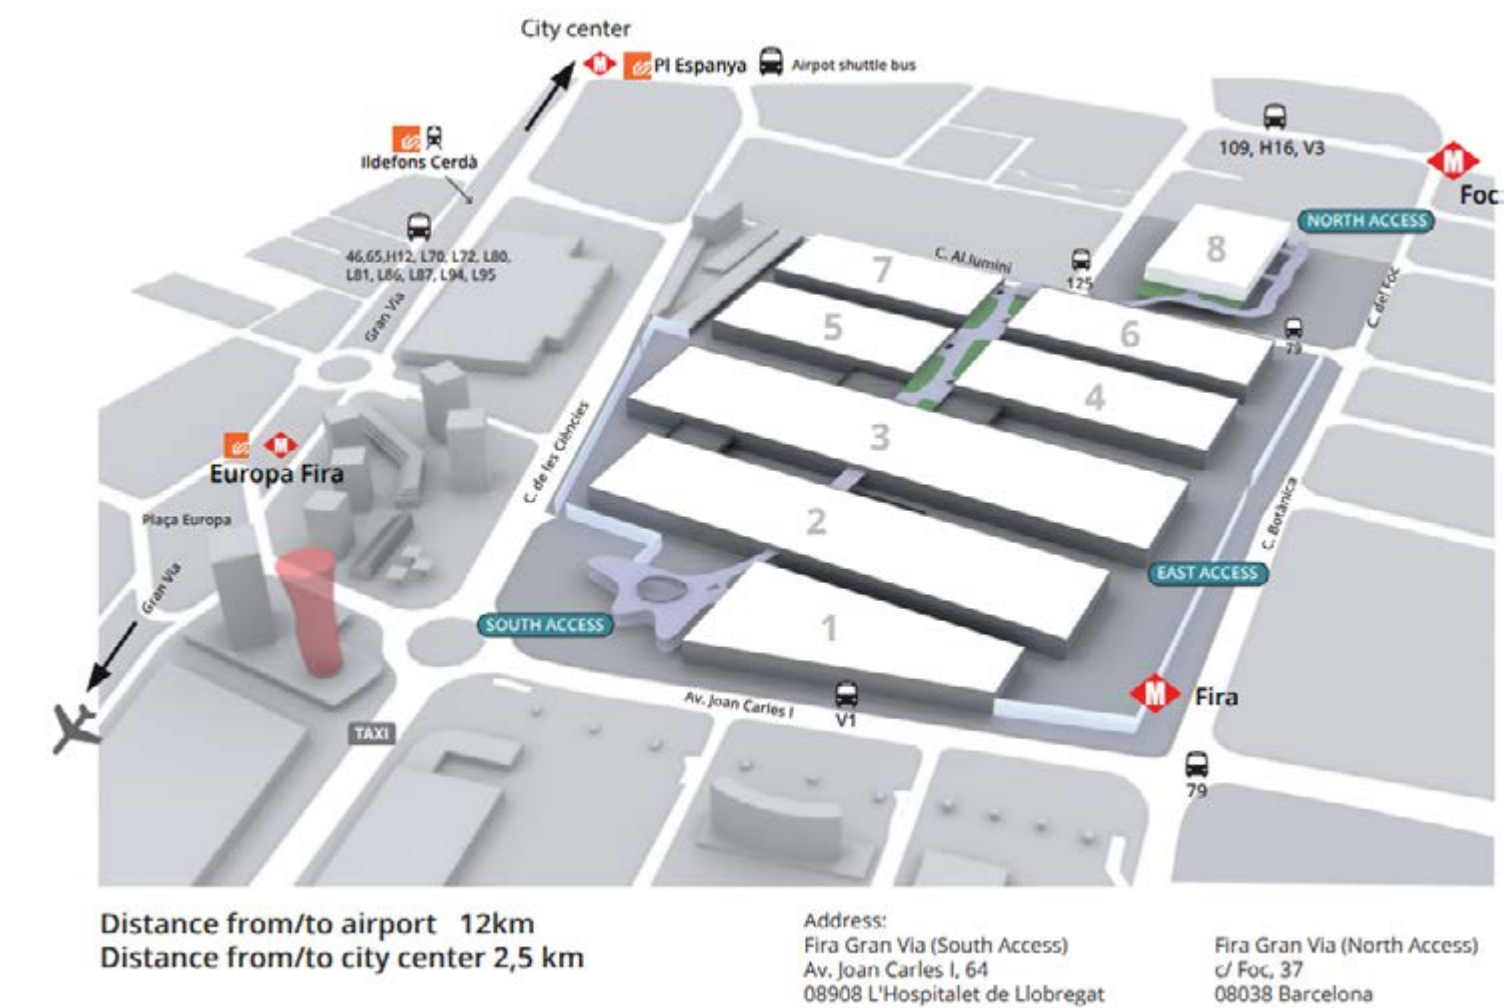 City center
M
Pl Espanya
Airpot shuttle bus
Ildefons Cerdà
109, H16, V3
M
Foc
NORTH ACCESS
46,65,H12, L70, L72, L80,
L81, L86, L87, L94, L95
Gran Via
C. Al.lumini
125
8
7
C. del Foc
5
6
79
4
3
M
Europa Fira
C. de les Ciències
Plaça Europa
2
C. Botànica
EAST ACCESS
Gran Via
SOUTH ACCESS
1
M
Fira
Av. Joan Carles I
V1
TAXI
79
Distance from/to airport 12km
Distance from/to city center 2,5 km
Address:
Fira Gran Via (South Access)
Av. Joan Carles I, 64
08908 L'Hospitalet de Llobregat
Fira Gran Via (North Access)
c/ Foc, 37
08038 Barcelona